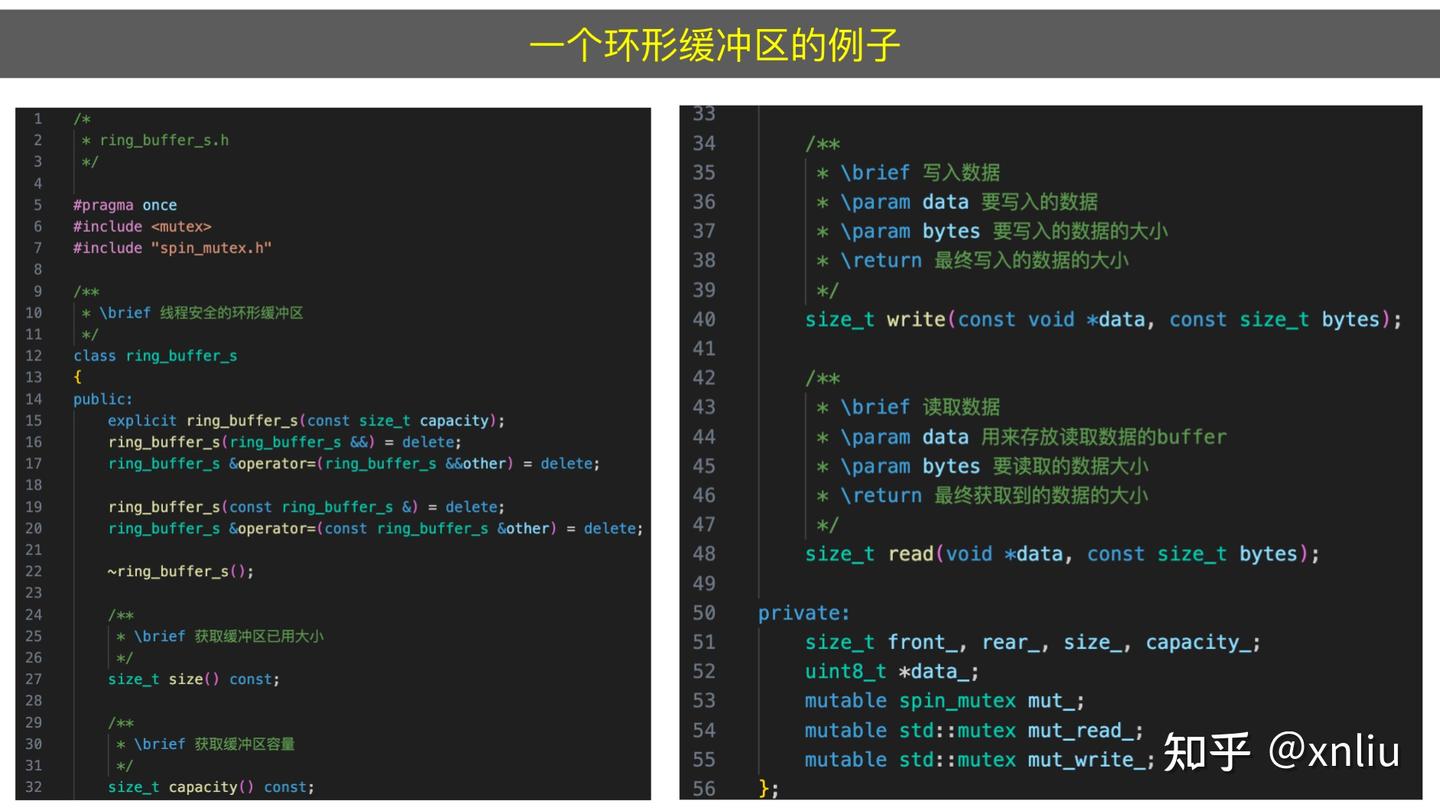 一个环形缓冲区的例子
1 /*
2 * ring_buffer_s.h
3 */
4
5 #pragma once
6 #include <mutex>
7 #include "spin_mutex.h"
8
9 /**
10 * \brief 线程安全的环形缓冲区
11 */
12 class ring_buffer_s
13 {
14 public:
15 explicit ring_buffer_s(const size_t capacity);
16 ring_buffer_s(ring_buffer_s &&) = delete;
17 ring_buffer_s &operator=(ring_buffer_s &&other) = delete;
18
19 ring_buffer_s(const ring_buffer_s &) = delete;
20 ring_buffer_s &operator=(const ring_buffer_s &other) = delete;
21
22 ~ring_buffer_s();
23
24 /**
25 * \brief 获取缓冲区已用大小
26 */
27 size_t size() const;
28
29 /**
30 * \brief 获取缓冲区容量
31 */
32 size_t capacity() const;
33
34 /**
35 * \brief 写入数据
36 * \param data 要写入的数据
37 * \param bytes 要写入的数据的大小
38 * \return 最终写入的数据的大小
39 */
40 size_t write(const void *data, const size_t bytes);
41
42 /**
43 * \brief 读取数据
44 * \param data 用来存放读取数据的buffer
45 * \param bytes 要读取的数据大小
46 * \return 最终获取到的数据的大小
47 */
48 size_t read(void *data, const size_t bytes);
49
50 private:
51 size_t front_, rear_, size_, capacity_;
52 uint8_t *data_;
53 mutable spin_mutex mut_;
54 mutable std::mutex mut_read_;
55 mutable std::mutex mut_write_;
56 };
知乎 @xnliu